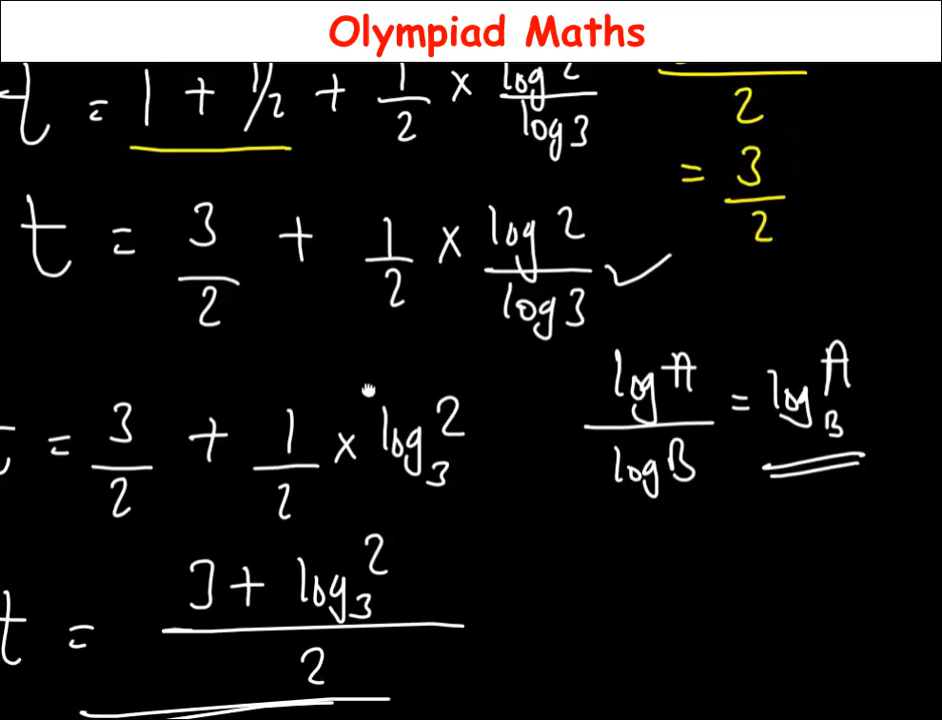 Olympiad Maths
t = 1 + 1/2 + 1/2 × log 2 / log 3
2
= 3/2
t = 3/2 + 1/2 × log 2 / log 3 ✓
log A / log B = log_B A
t = 3/2 + 1/2 × log_3 2
t = (3 + log_3 2) / 2